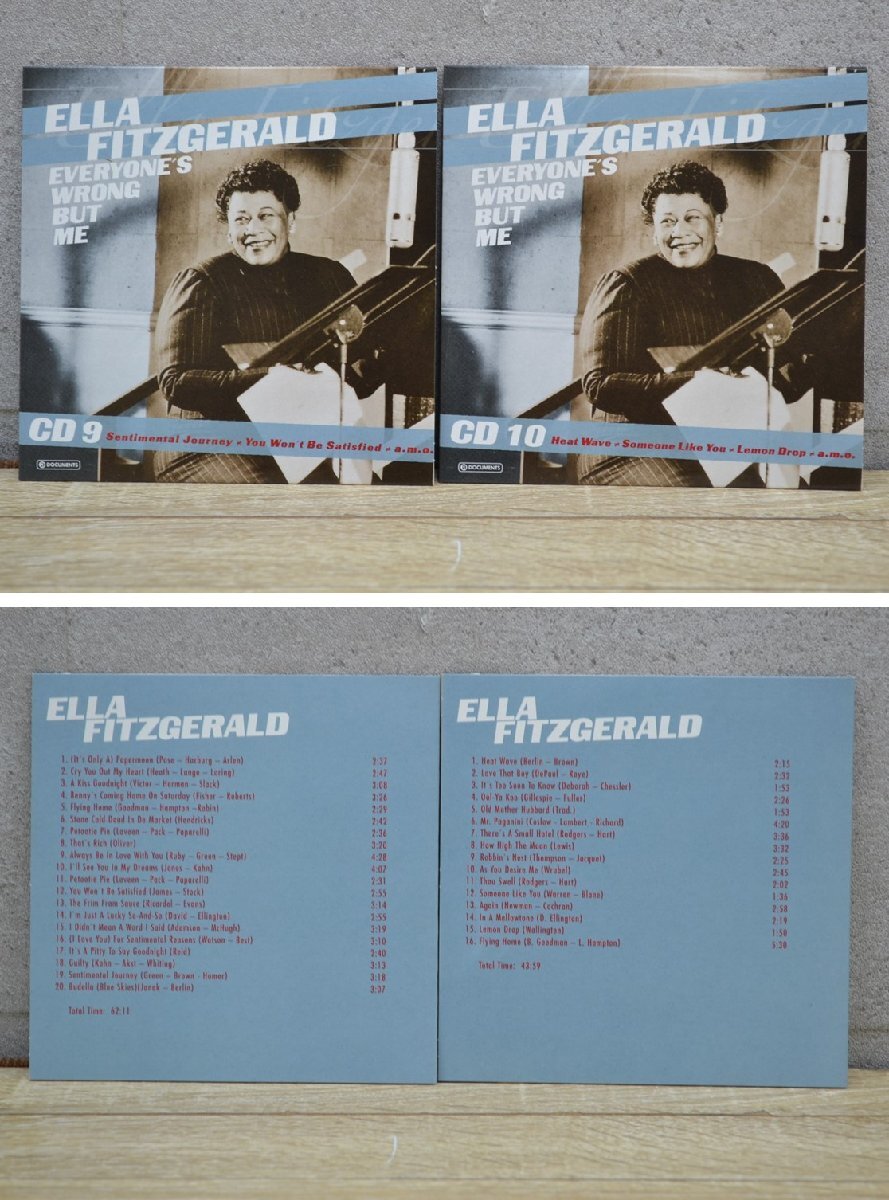 ELLA
FITZGERALD
EVERYONE'S
WRONG
BUT
ME
CD 9 Sentimental Journey • You Won't Be Satisfied • a.m.o.
DOCUMENTS
ELLA
FITZGERALD
EVERYONE'S
WRONG
BUT
ME
CD 10 Heat Wave • Someone Like You • Lemon Drop • a.m.o.
DOCUMENTS
ELLA
FITZGERALD
1. (It's Only A) Papermoon (Pose – Harburg – Arlen) 2:37
2. Cry You Out My Heart (Heath – Lange – Loring) 2:47
3. A Kiss Goodnight (Victor – Herman – Slack) 3:08
4. Benny's Coming Home On Saturday (Fisher – Roberts) 3:26
5. Flying Home (Goodman – Hampton – Robin) 2:29
6. Stone Cold Dead In Da Market (Hendricks) 2:42
7. Petootie Pie (Laveen – Pack – Paparelli) 2:36
8. That's Rich (Oliver) 3:20
9. Always Be In Love With You (Ruby – Green – Stept) 4:28
10. I'll See You In My Dreams (Jones – Kahn) 4:07
11. Petootie Pie (Laveen – Pack – Paparelli) 2:31
12. You Won't Be Satisfied (James – Stack) 2:55
13. The Frim Fram Sauce (Ricardel – Evans) 3:14
14. I'm Just A Lucky So-And-So (David – Ellington) 2:55
15. I Didn't Mean A Word I Said (Adamson – McHugh) 3:19
16. (I Love You) For Sentimental Reasons (Watson – Best) 3:10
17. It's A Pitty To Say Goodnight (Reid) 2:40
18. Guilty (Kahn – Akst – Whiting) 3:13
19. Sentimental Journey (Green – Brown – Homer) 3:18
20. Budella (Blue Skies)(Jarek – Berlin) 3:07
Total Time: 62:11
ELLA
FITZGERALD
1. Heat Wave (Berlin – Brown) 2:15
2. Love That Boy (DePaul – Raye) 2:32
3. It's Too Soon To Know (Deborah – Chessler) 1:53
4. Ool-Ya Koo (Gillespie – Fuller) 2:26
5. Old Mother Hubbard (Trad.) 1:53
6. Mr. Paganini (Coslow – Lambert – Richard) 4:20
7. There's A Small Hotel (Rodgers – Hart) 3:36
8. How High The Moon (Lewis) 3:32
9. Robbin's Nest (Thompson – Jacquet) 2:25
10. As You Desire Me (Wrubel) 2:45
11. Thou Swell (Rodgers – Hart) 2:02
12. Someone Like You (Warren – Blane) 1:36
13. Again (Newman – Cochran) 2:58
14. In A Mellowtone (D. Ellington) 2:19
15. Lemon Drop (Wallington) 1:50
16. Flying Home (B. Goodman – L. Hampton) 5:30
Total Time: 43:59